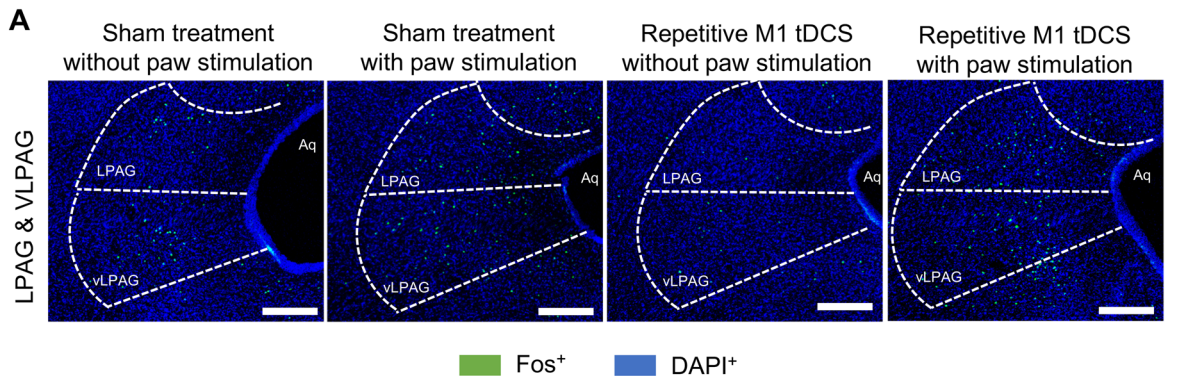 A
Sham treatment
without paw stimulation
Sham treatment
with paw stimulation
Repetitive M1 tDCS
without paw stimulation
Repetitive M1 tDCS
with paw stimulation
LPAG & VLPAG
Aq
LPAG
vLPAG
Aq
LPAG
vLPAG
Aq
LPAG
vLPAG
Aq
LPAG
vLPAG
Fos⁺
DAPI⁺